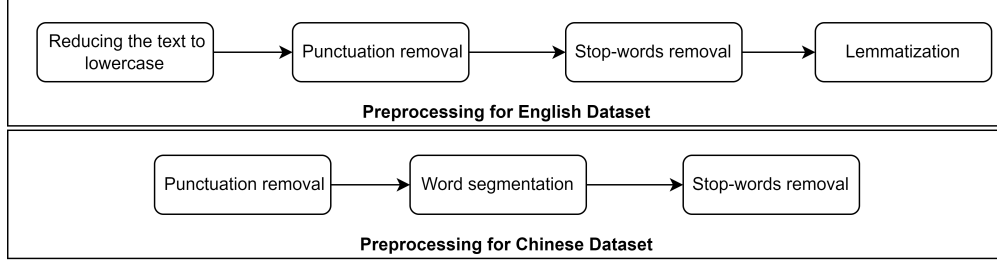 Reducing the text to
lowercase
Punctuation removal
Stop-words removal
Lemmatization
Preprocessing for English Dataset
Punctuation removal
Word segmentation
Stop-words removal
Preprocessing for Chinese Dataset